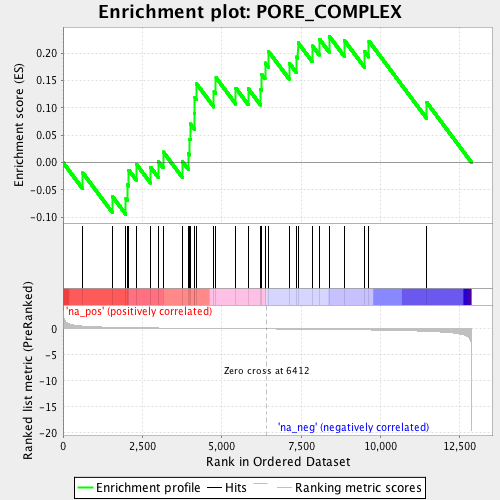 Enrichment plot: PORE_COMPLEX
Enrichment score (ES)
0.20
0.15
0.10
0.05
0.00
-0.05
-0.10
'na_pos' (positively correlated)
Ranked list metric (PreRanked)
0
-5
-10
-15
-20
Zero cross at 6412
'na_neg' (negatively correlated)
0
2,500
5,000
7,500
10,000
12,500
Rank in Ordered Dataset
Enrichment profile
Hits
Ranking metric scores